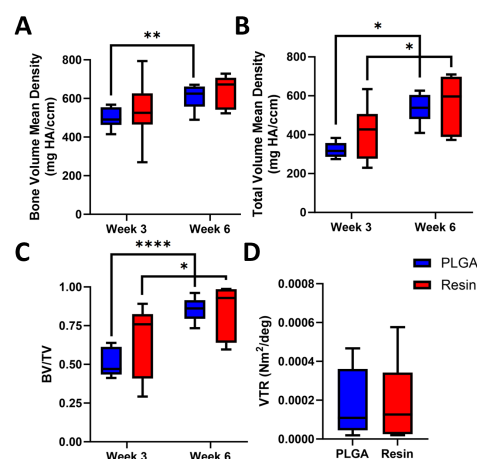 A
**
Bone Volume Mean Density
(mg HA/ccm)
800
600
400
200
0
Week 3
Week 6
B
*
*
Total Volume Mean Density
(mg HA/ccm)
800
600
400
200
0
Week 3
Week 6
C
****
*
BV/TV
1.00
0.75
0.50
0.25
0.00
Week 3
Week 6
D
PLGA
Resin
VTR (Nm²/deg)
0.0008
0.0006
0.0004
0.0002
0.0000
PLGA
Resin